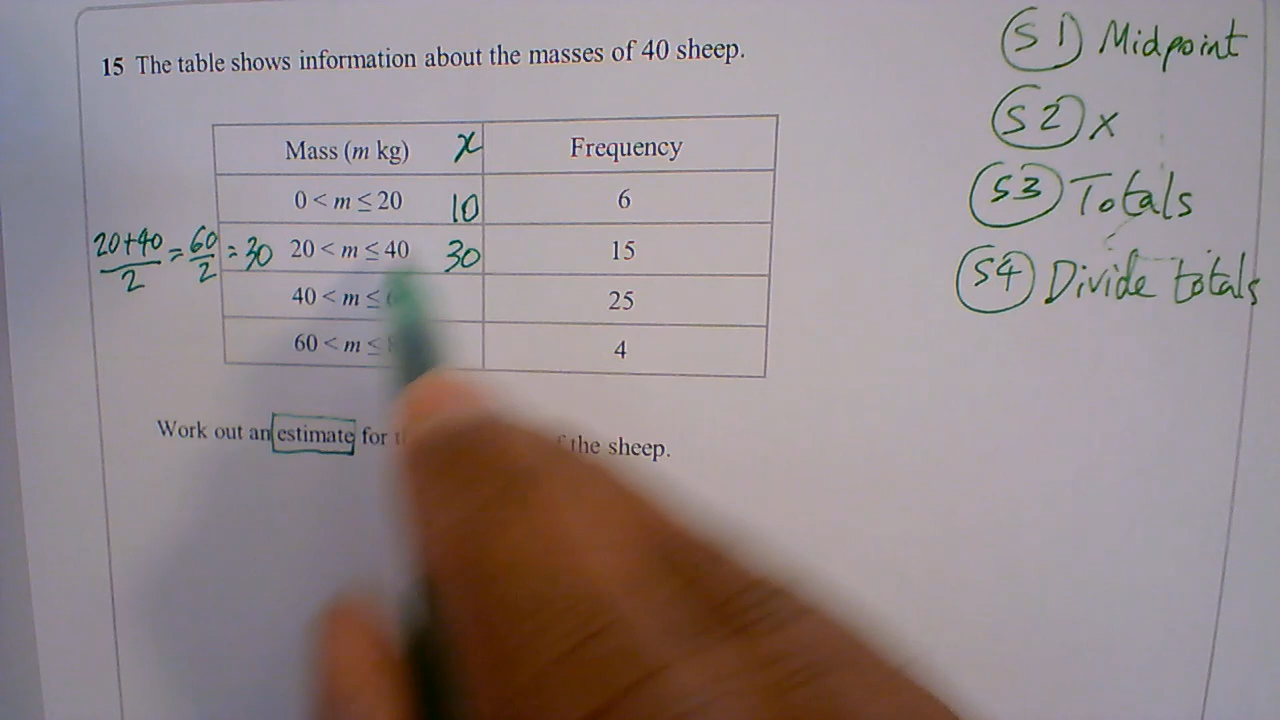 15 The table shows information about the masses of 40 sheep.
Mass (m kg) x Frequency
0 < m ≤ 20 10 6
20+40/2 = 60/2 = 30 20 < m ≤ 40 30 15
40 < m ≤ 25
60 < m ≤ 4
Work out an estimate for the sheep.
S1 Midpoint
S2 x
S3 Totals
S4 Divide totals